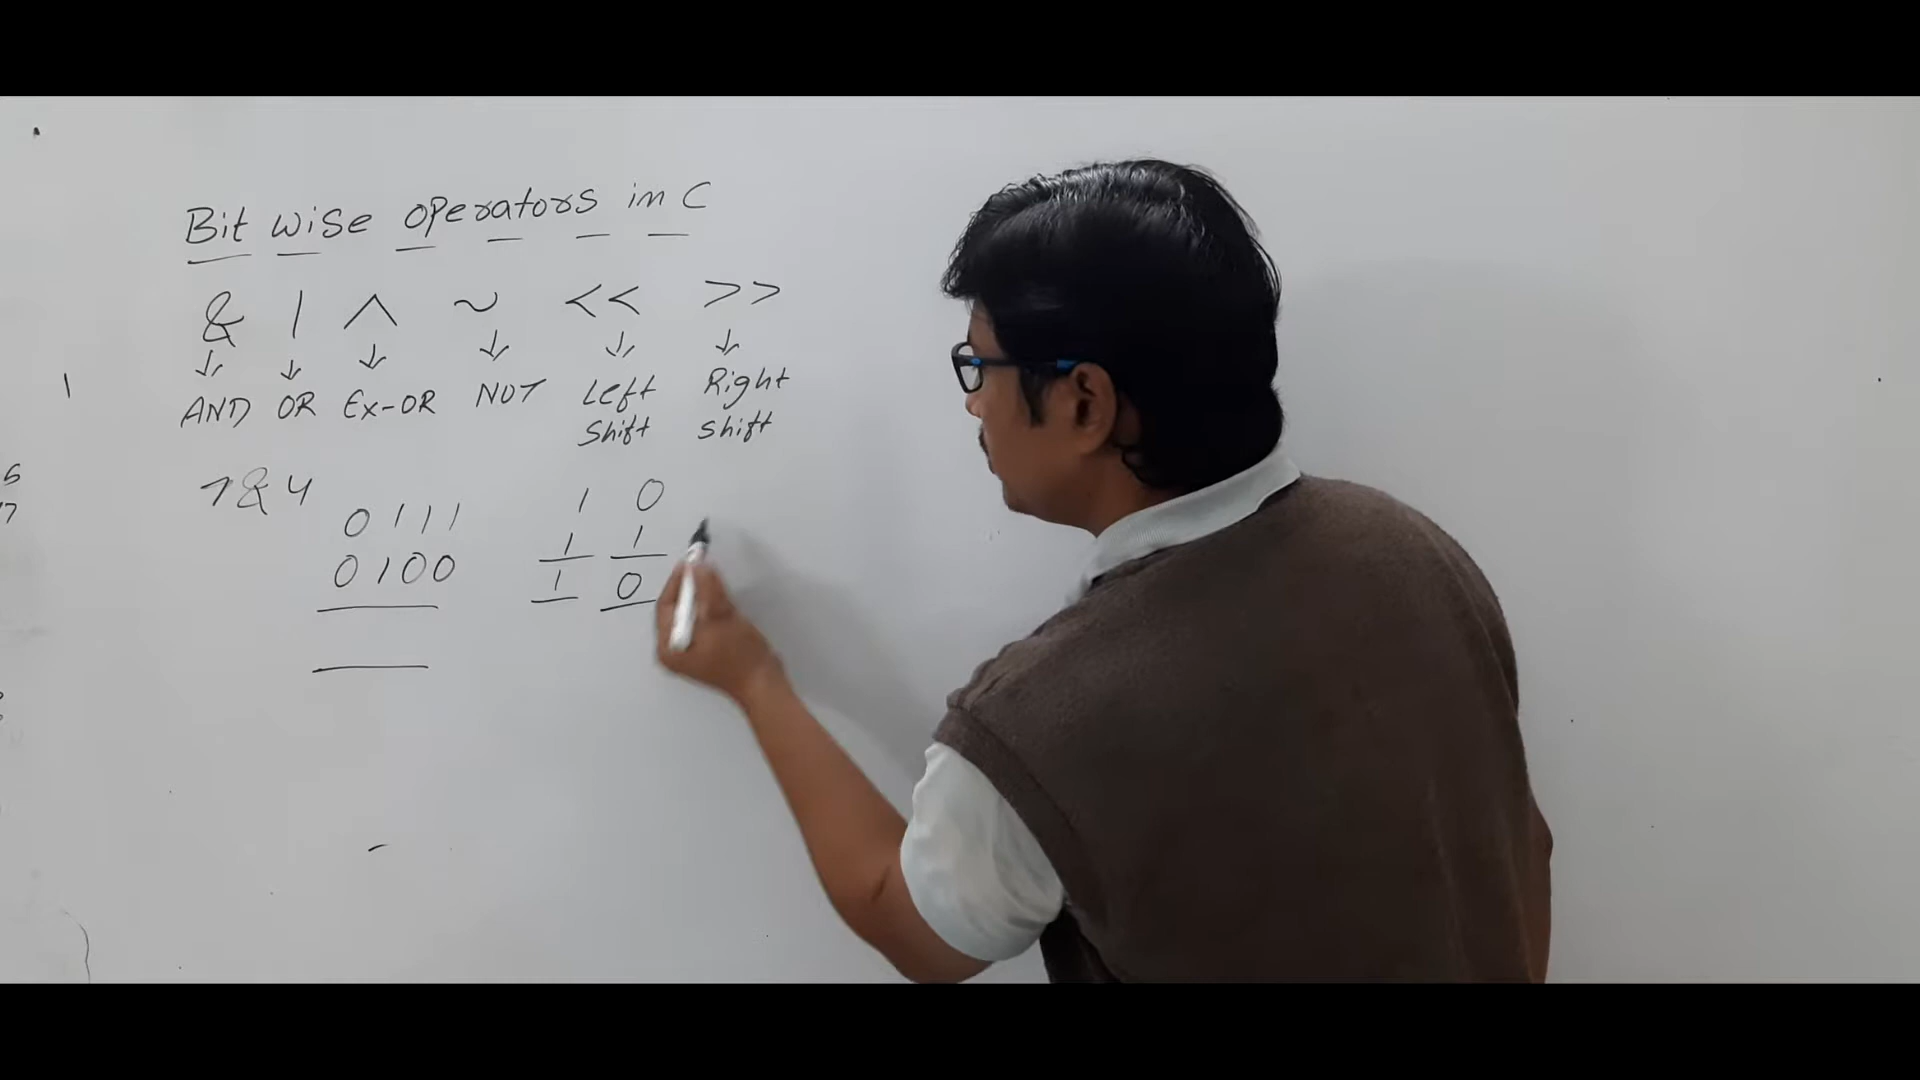 Bit wise operators in C
& | ^ ~ << >>
AND OR Ex-OR NOT Left Shift Right shift
7 & 4
0111
0100
1 0
1 1
1 0